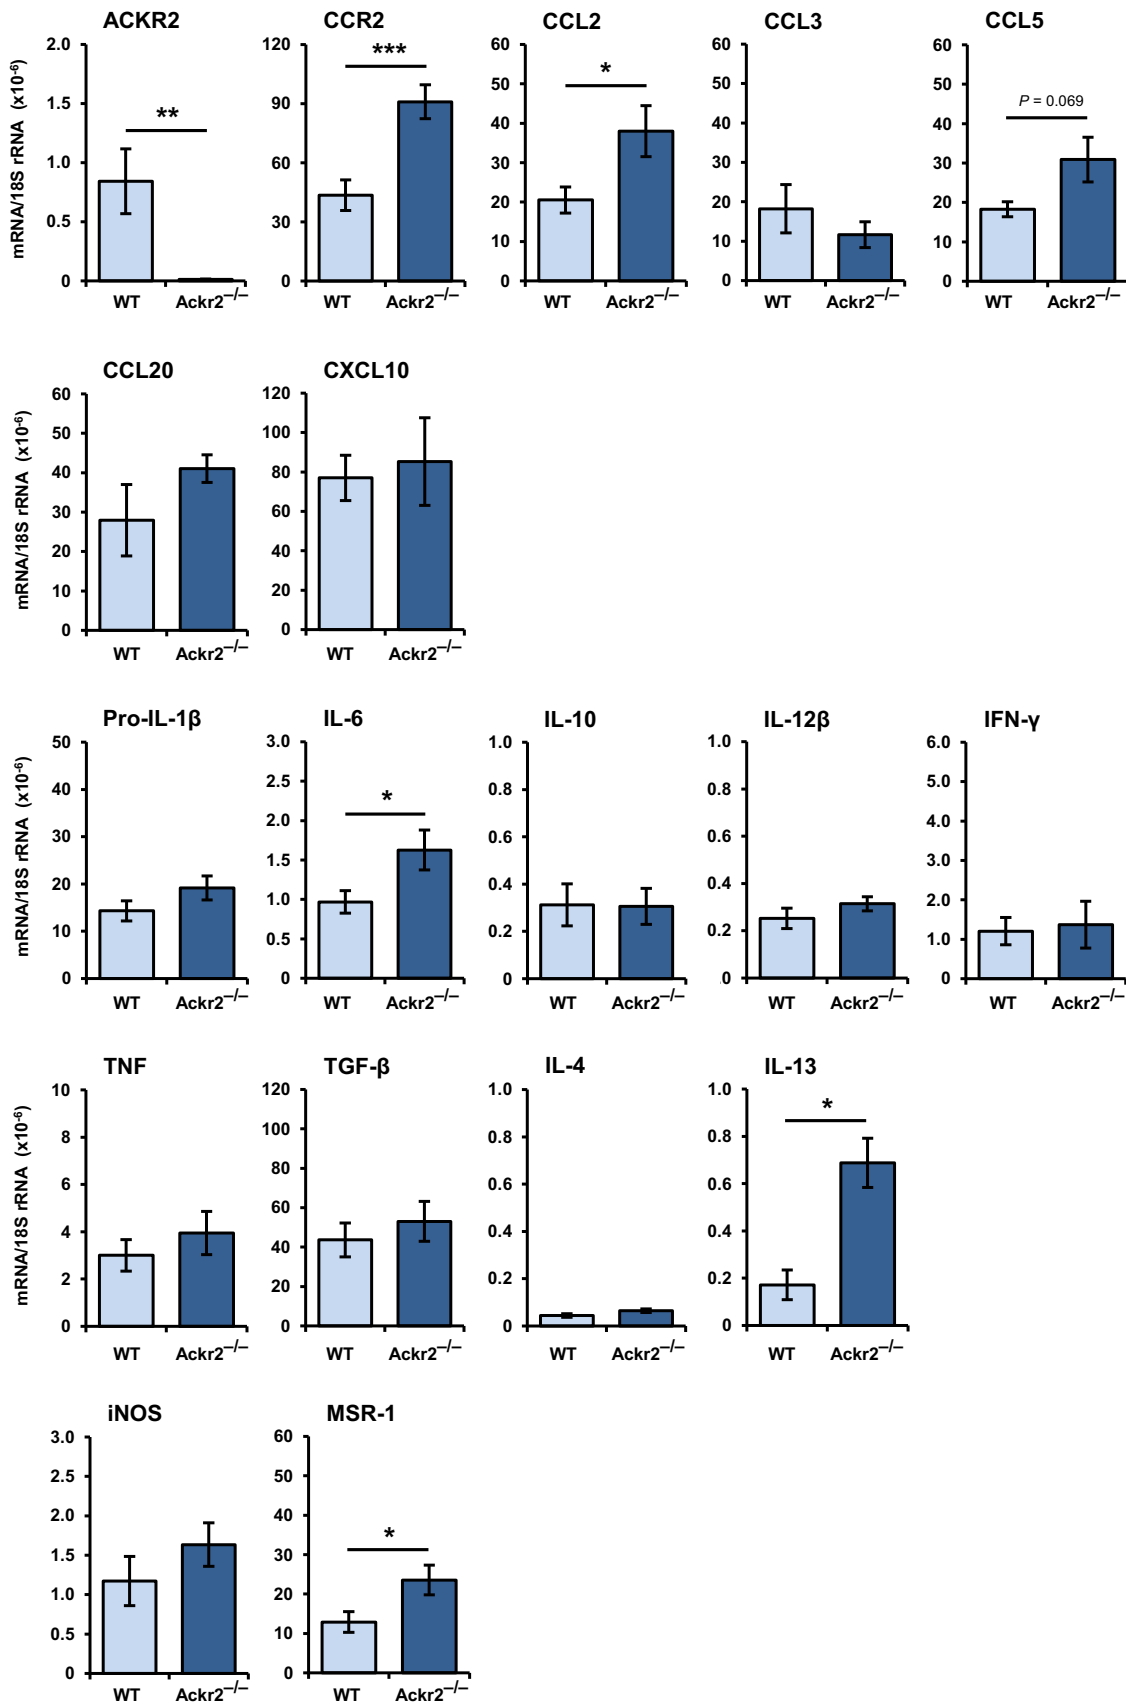 ACKR2
mRNA/18S rRNA (x10⁻⁶)
2.0
1.5
1.0
0.5
0
**
WT Ackr2⁻/⁻
CCR2
120
90
60
30
0
***
WT Ackr2⁻/⁻
CCL2
60
50
40
30
20
10
0
*
WT Ackr2⁻/⁻
CCL3
60
50
40
30
20
10
0
WT Ackr2⁻/⁻
CCL5
60
50
40
30
20
10
0
P = 0.069
WT Ackr2⁻/⁻
CCL20
mRNA/18S rRNA (x10⁻⁶)
60
50
40
30
20
10
0
WT Ackr2⁻/⁻
CXCL10
120
100
80
60
40
20
0
WT Ackr2⁻/⁻
Pro-IL-1β
mRNA/18S rRNA (x10⁻⁶)
50
40
30
20
10
0
WT Ackr2⁻/⁻
IL-6
3.0
2.5
2.0
1.5
1.0
0.5
0
*
WT Ackr2⁻/⁻
IL-10
1.0
0.8
0.6
0.4
0.2
0
WT Ackr2⁻/⁻
IL-12β
1.0
0.8
0.6
0.4
0.2
0
WT Ackr2⁻/⁻
IFN-γ
6.0
5.0
4.0
3.0
2.0
1.0
0
WT Ackr2⁻/⁻
TNF
mRNA/18S rRNA (x10⁻⁶)
10
8
6
4
2
0
WT Ackr2⁻/⁻
TGF-β
120
100
80
60
40
20
0
WT Ackr2⁻/⁻
IL-4
1.0
0.8
0.6
0.4
0.2
0
WT Ackr2⁻/⁻
IL-13
1.0
0.8
0.6
0.4
0.2
0
*
WT Ackr2⁻/⁻
iNOS
mRNA/18S rRNA (x10⁻⁶)
3.0
2.5
2.0
1.5
1.0
0.5
0
WT Ackr2⁻/⁻
MSR-1
60
50
40
30
20
10
0
*
WT Ackr2⁻/⁻